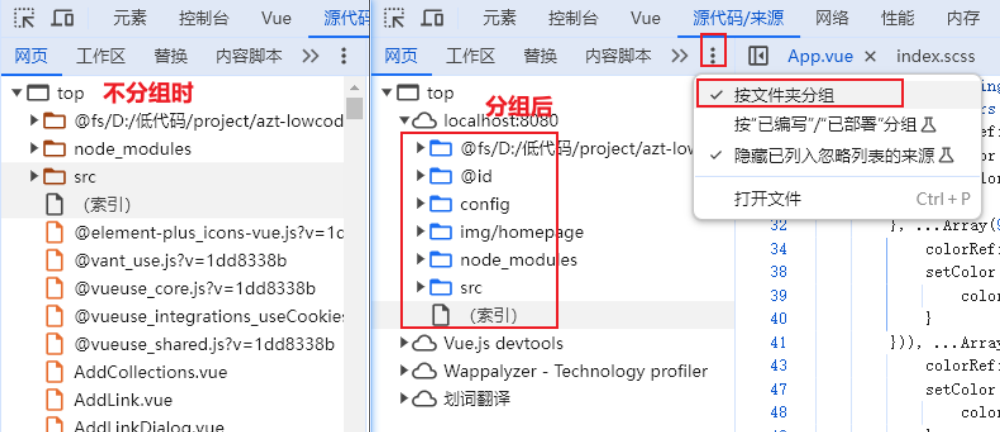 元素 控制台 Vue 源代码
网页 工作区 替换 内容脚本
不分组时
top
@fs/D:/低代码/project/azt-lowcod
node_modules
src
（索引）
@element-plus_icons-vue.js?v=1d
@vant_use.js?v=1dd8338b
@vueuse_core.js?v=1dd8338b
@vueuse_integrations_useCookies
@vueuse_shared.js?v=1dd8338b
AddCollections.vue
AddLink.vue
AddLinkDialog.vue
元素 控制台 Vue 源代码/来源 网络 性能 内存
网页 工作区 替换 内容脚本
App.vue × index.scss
top
分组后
localhost:8080
@fs/D:/低代码/project/azt-lowc
@id
config
img/homepage
node_modules
src
（索引）
Vue.js devtools
Wappalyzer - Technology profiler
划词翻译
按文件夹分组
按"已编写"/"已部署"分组
隐藏已列入忽略列表的来源
打开文件 Ctrl + P
32 }, ...Array(
34 colorRefi
38 setColor
39 colo
40 }
41 })), ...Array
43 colorRefi
47 setColor
48 colo